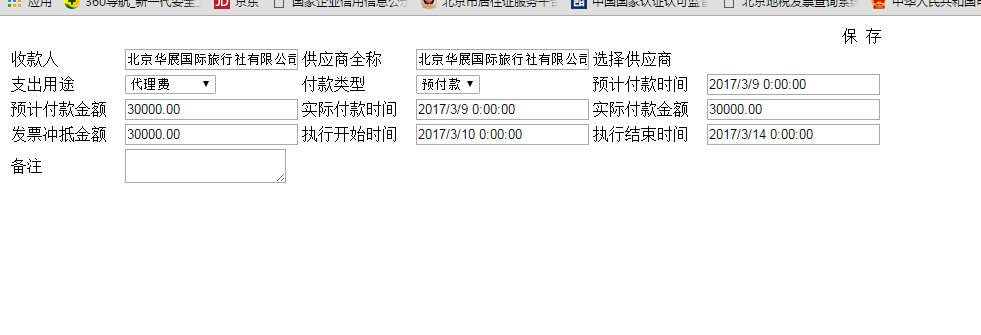 应用 360导航_新一代安全上 京东 国家企业信用信息公示 北京市居住证服务平台 中国国家认证认可监管 北京地税发票查询系统 中华人民共和国
保 存
收款人 北京华展国际旅行社有限公司 供应商全称 北京华展国际旅行社有限公司 选择供应商
支出用途 代理费 付款类型 预付款 预计付款时间 2017/3/9 0:00:00
预计付款金额 30000.00 实际付款时间 2017/3/9 0:00:00 实际付款金额 30000.00
发票冲抵金额 30000.00 执行开始时间 2017/3/10 0:00:00 执行结束时间 2017/3/14 0:00:00
备注